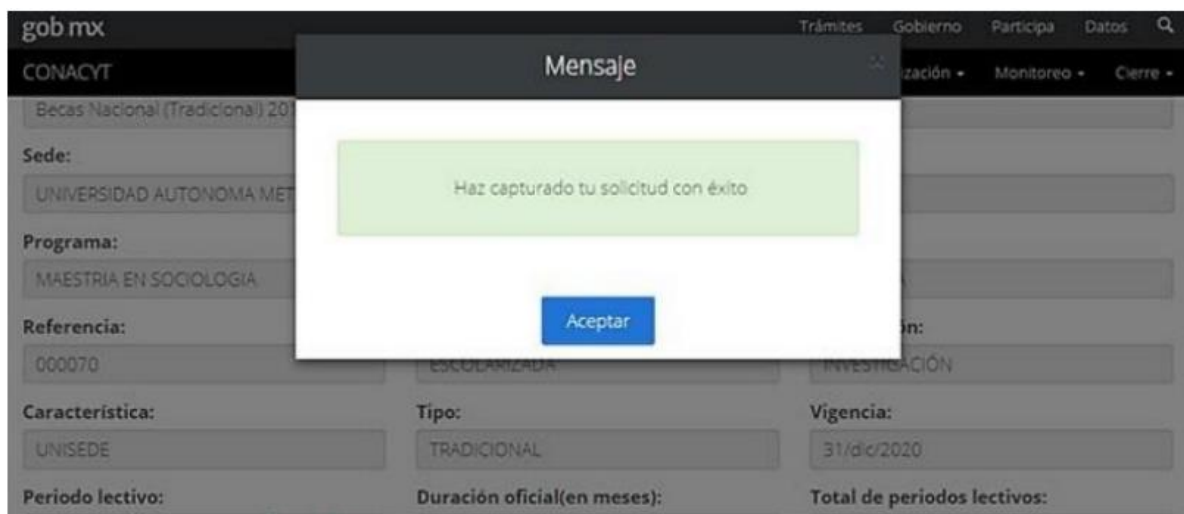 gob mx
Trámites Gobierno Participa Datos
CONACYT
ización Monitoreo Cierre
Mensaje
Becas Nacional (Tradicional) 201
Haz capturado tu solicitud con éxito
Aceptar
Sede:
UNIVERSIDAD AUTONOMA MET
Programa:
MAESTRIA EN SOCIOLOGIA
Referencia:
ón:
000070
ESCOLARIZADA
INVESTIGACIÓN
Característica:
Tipo:
Vigencia:
UNISEDE
TRADICIONAL
31/dic/2020
Periodo lectivo:
Duración oficial(en meses):
Total de periodos lectivos: